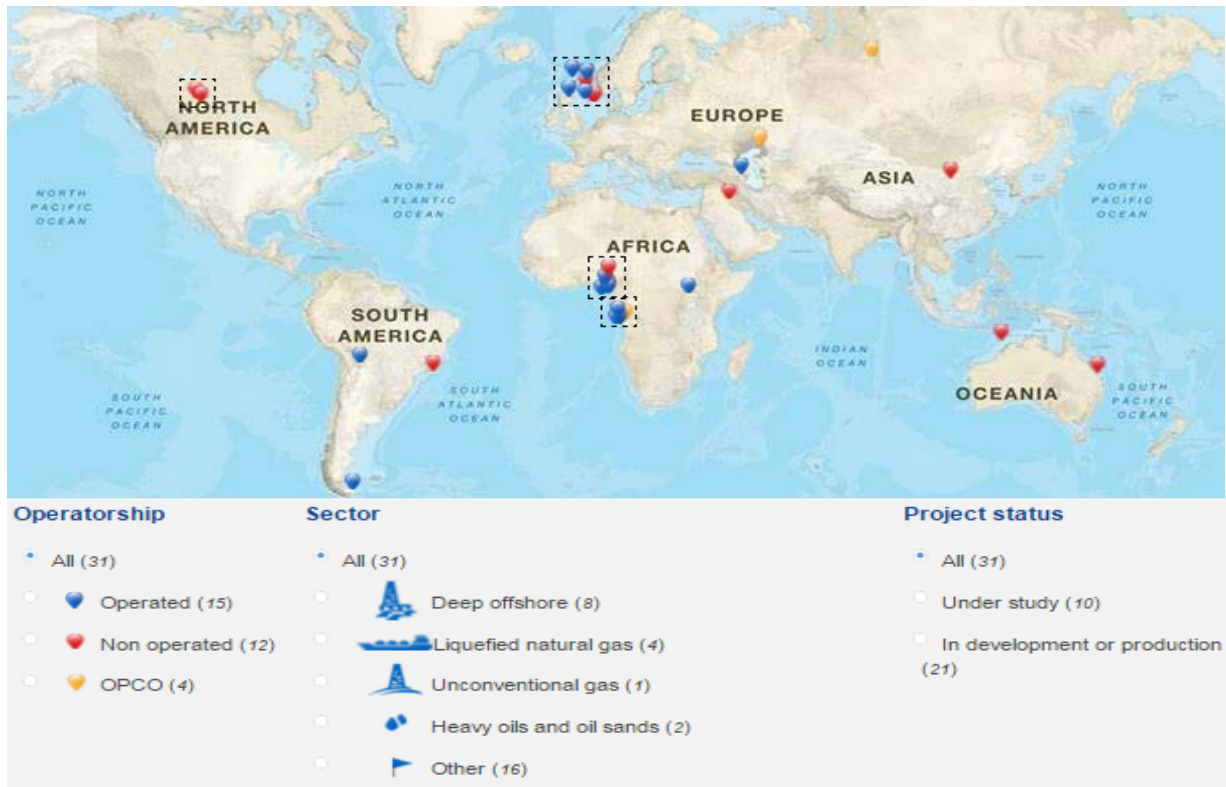 NORTH
AMERICA
EUROPE
ASIA
NORTH
PACIFIC
OCEAN
NORTH
ATLANTIC
OCEAN
NORTH
PACIFIC
OCEAN
AFRICA
SOUTH
AMERICA
INDIAN
OCEAN
OCEANIA
SOUTH
PACIFIC
OCEAN
SOUTH
ATLANTIC
OCEAN
SOUTH
PACIFIC
OCEAN
Operatorship
All (31)
Operated (15)
Non operated (12)
OPCO (4)
Sector
All (31)
Deep offshore (8)
Liquefied natural gas (4)
Unconventional gas (1)
Heavy oils and oil sands (2)
Other (16)
Project status
All (31)
Under study (10)
In development or production
(21)